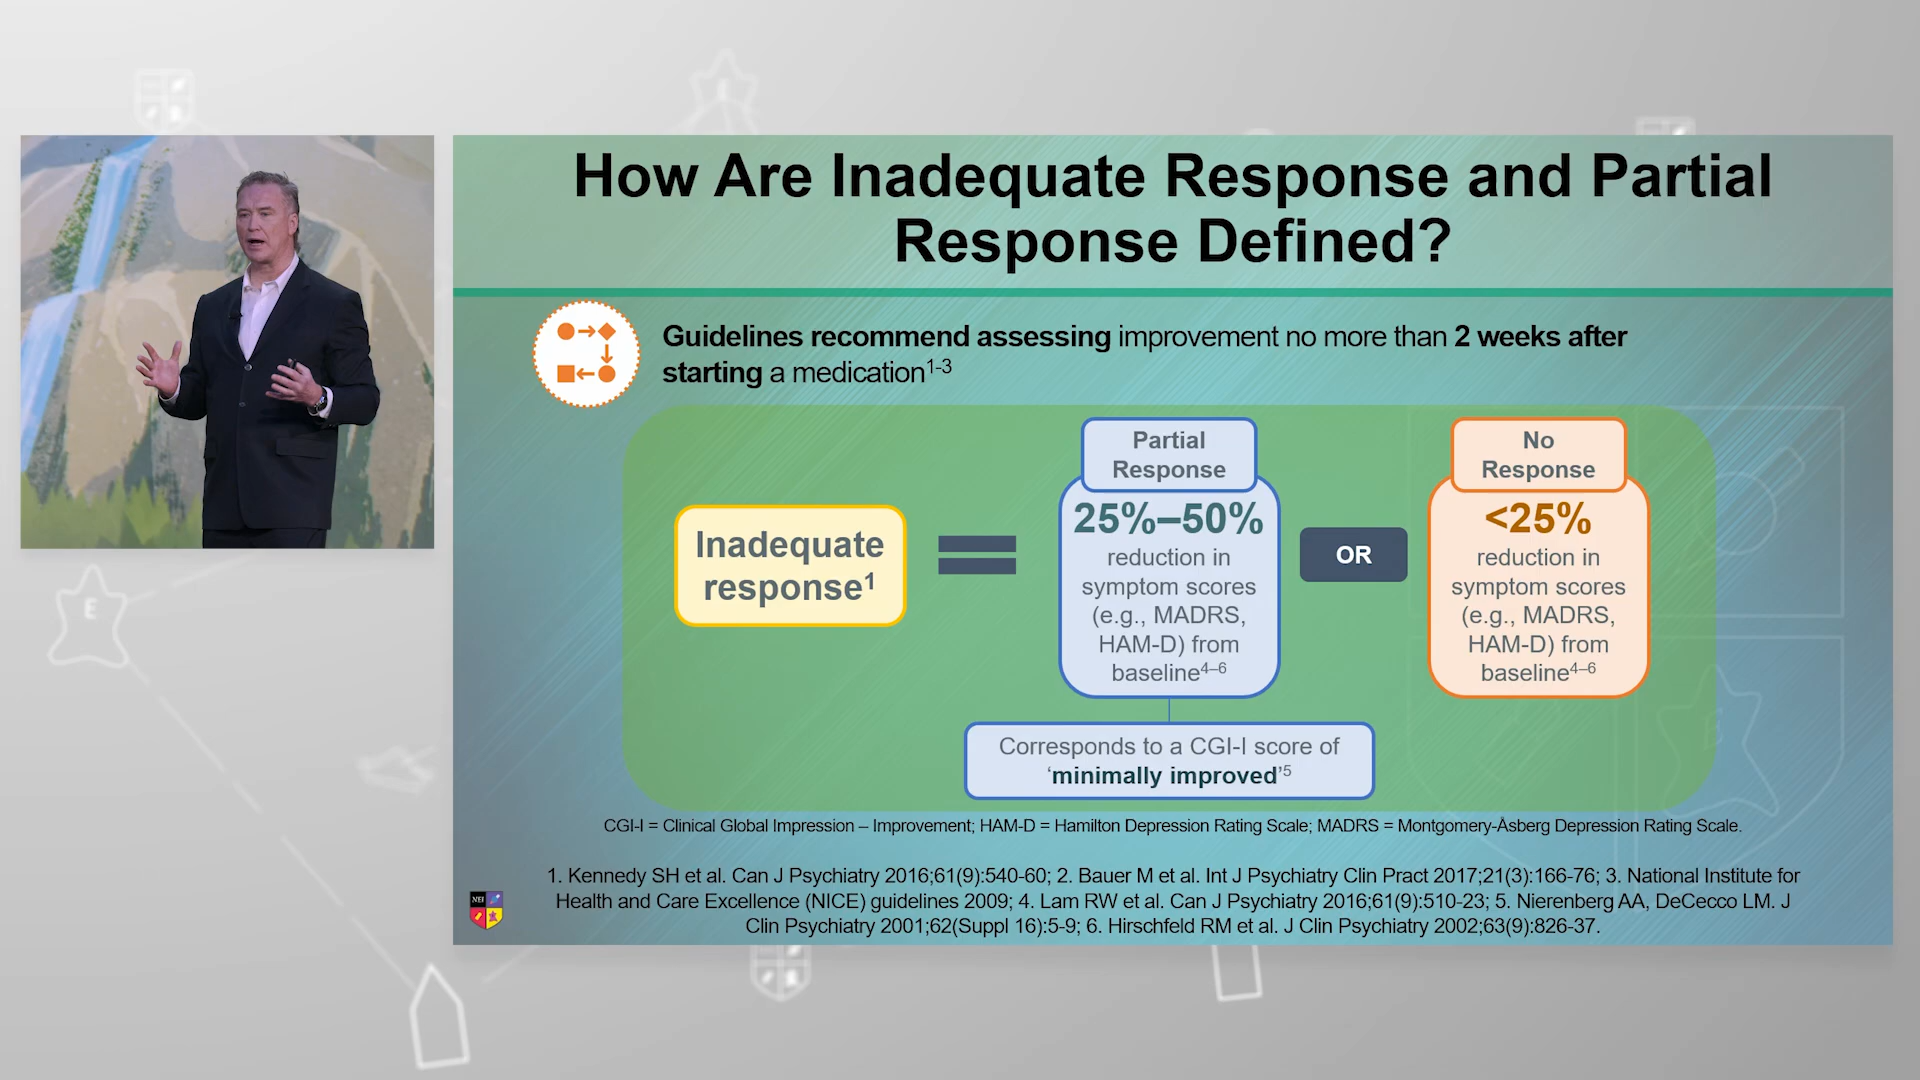 How Are Inadequate Response and Partial
Response Defined?
Guidelines recommend assessing improvement no more than 2 weeks after
starting a medication1-3
Inadequate
response1
Partial
Response
25%–50%
reduction in
symptom scores
(e.g., MADRS,
HAM-D) from
baseline4–6
OR
No
Response
<25%
reduction in
symptom scores
(e.g., MADRS,
HAM-D) from
baseline4–6
Corresponds to a CGI-I score of
‘minimally improved’5
CGI-I = Clinical Global Impression – Improvement; HAM-D = Hamilton Depression Rating Scale; MADRS = Montgomery-Åsberg Depression Rating Scale.
1. Kennedy SH et al. Can J Psychiatry 2016;61(9):540-60; 2. Bauer M et al. Int J Psychiatry Clin Pract 2017;21(3):166-76; 3. National Institute for
Health and Care Excellence (NICE) guidelines 2009; 4. Lam RW et al. Can J Psychiatry 2016;61(9):510-23; 5. Nierenberg AA, DeCecco LM. J
Clin Psychiatry 2001;62(Suppl 16):5-9; 6. Hirschfeld RM et al. J Clin Psychiatry 2002;63(9):826-37.
NEI
E